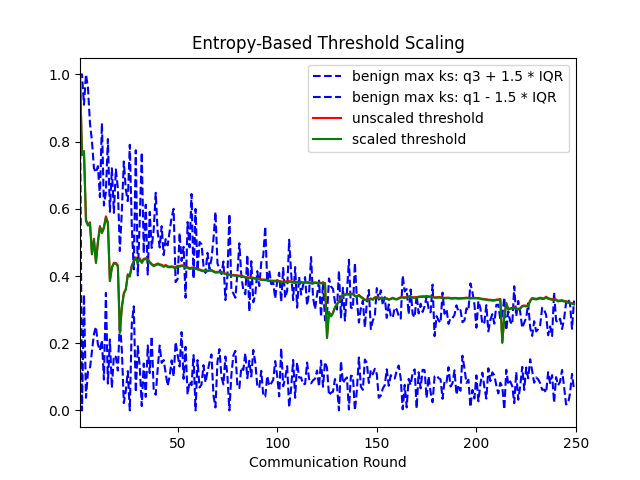 Entropy-Based Threshold Scaling
benign max ks: q3 + 1.5 * IQR
benign max ks: q1 - 1.5 * IQR
unscaled threshold
scaled threshold
1.0
0.8
0.6
0.4
0.2
0.0
50 100 150 200 250
Communication Round